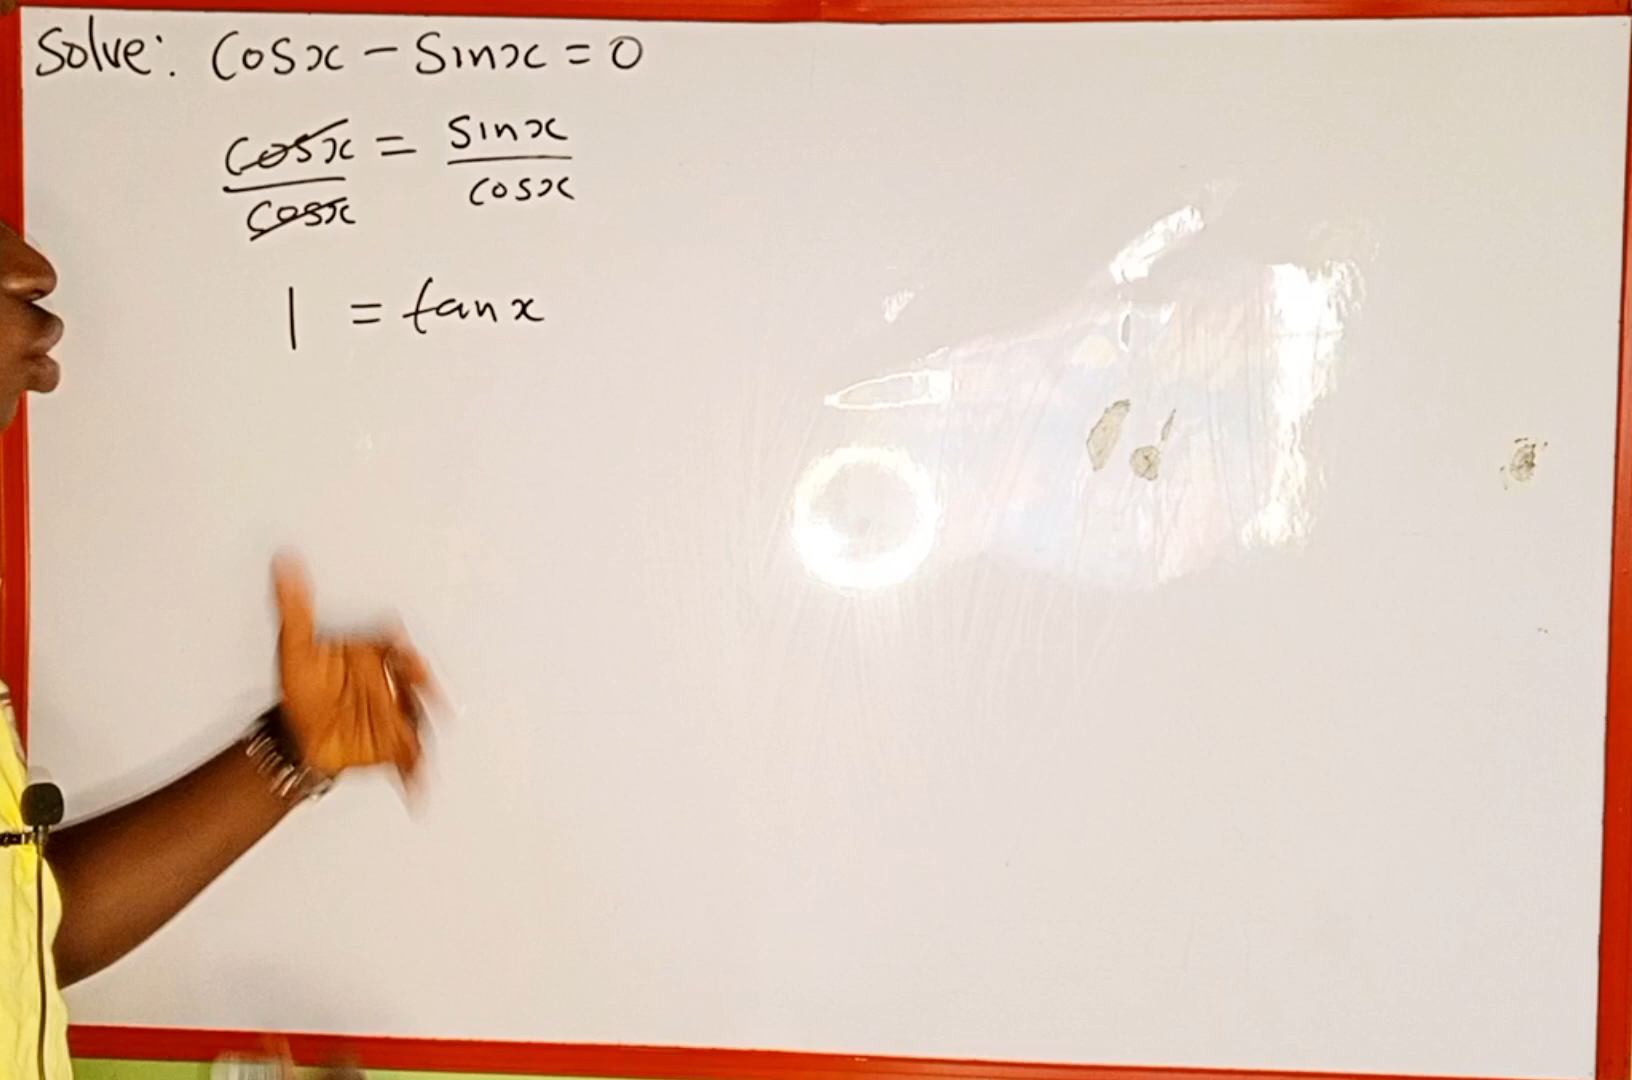 Solve: Cosx - Sinx = 0
cosx/cosx = sinx/cosx
1 = tanx